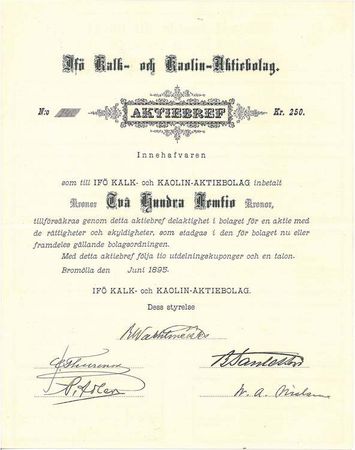 Ifö Kalk- och Kaolin-Aktiebolag.
N:o
AKTIEBREF
Kr. 250.
Innehafvaren
som till IFÖ KALK- och KAOLIN-AKTIEBOLAG inbetalt
Kronor Två Hundra Femtio Kronor,
tillförsäkras genom detta aktiebref delaktighet i bolaget för en aktie med
de rättigheter och skyldigheter, som stadgas i den för bolaget nu eller
framdeles gällande bolagsordningen.
Med detta aktiebref följa tio utdelningskuponger och en talon.
Bromölla den Juni 1895.
IFÖ KALK- och KAOLIN-AKTIEBOLAG.
Dess styrelse
W. A.